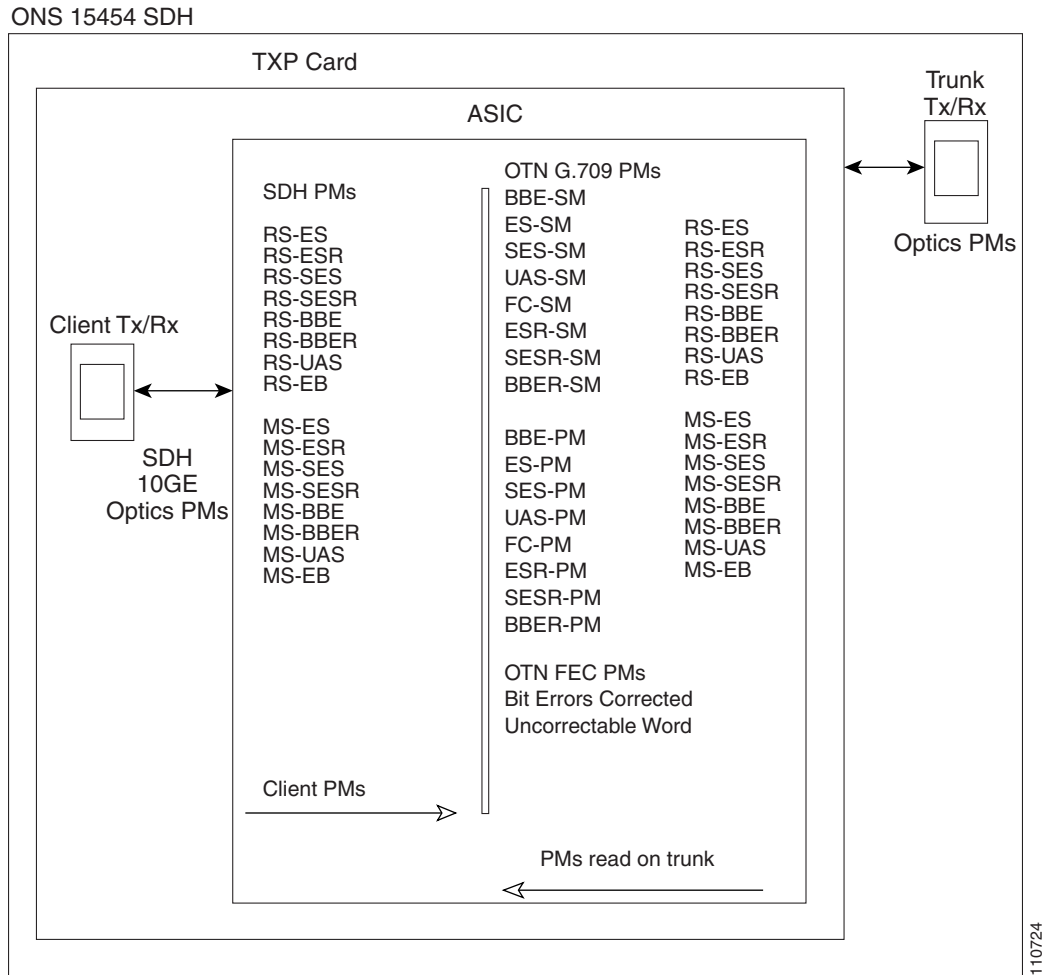 ONS 15454 SDH
TXP Card
ASIC
Trunk
Tx/Rx
Optics PMs
Client Tx/Rx
SDH
10GE
Optics PMs
SDH PMs
RS-ES
RS-ESR
RS-SES
RS-SESR
RS-BBE
RS-BBER
RS-UAS
RS-EB
MS-ES
MS-ESR
MS-SES
MS-SESR
MS-BBE
MS-BBER
MS-UAS
MS-EB
OTN G.709 PMs
BBE-SM
ES-SM
SES-SM
UAS-SM
FC-SM
ESR-SM
SESR-SM
BBER-SM
BBE-PM
ES-PM
SES-PM
UAS-PM
FC-PM
ESR-PM
SESR-PM
BBER-PM
OTN FEC PMs
Bit Errors Corrected
Uncorrectable Word
RS-ES
RS-ESR
RS-SES
RS-SESR
RS-BBE
RS-BBER
RS-UAS
RS-EB
MS-ES
MS-ESR
MS-SES
MS-SESR
MS-BBE
MS-BBER
MS-UAS
MS-EB
Client PMs
PMs read on trunk
110724